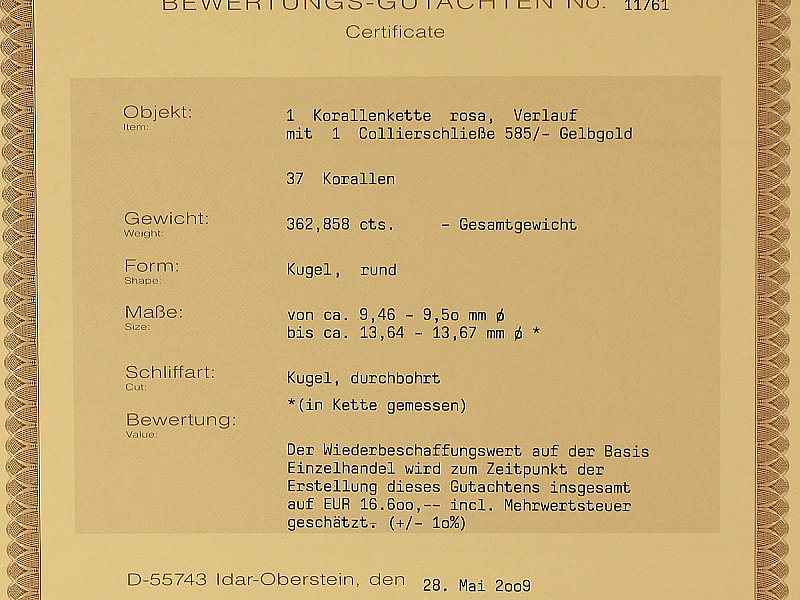 BEWERTUNGS-GUTACHTEN No. 11761
Certificate
Objekt: 1 Korallenkette rosa, Verlauf
Item: mit 1 Collierschließe 585/- Gelbgold
37 Korallen
Gewicht: 362,858 cts. - Gesamtgewicht
Weight:
Form: Kugel, rund
Shape:
Maße: von ca. 9,46 - 9,5o mm ø
Size: bis ca. 13,64 - 13,67 mm ø *
Schliffart: Kugel, durchbohrt
Cut:
*(in Kette gemessen)
Bewertung:
Value:
Der Wiederbeschaffungswert auf der Basis
Einzelhandel wird zum Zeitpunkt der
Erstellung dieses Gutachtens insgesamt
auf EUR 16.6oo,-- incl. Mehrwertsteuer
geschätzt. (+/- 1o%)
D-55743 Idar-Oberstein, den 28. Mai 2oo9